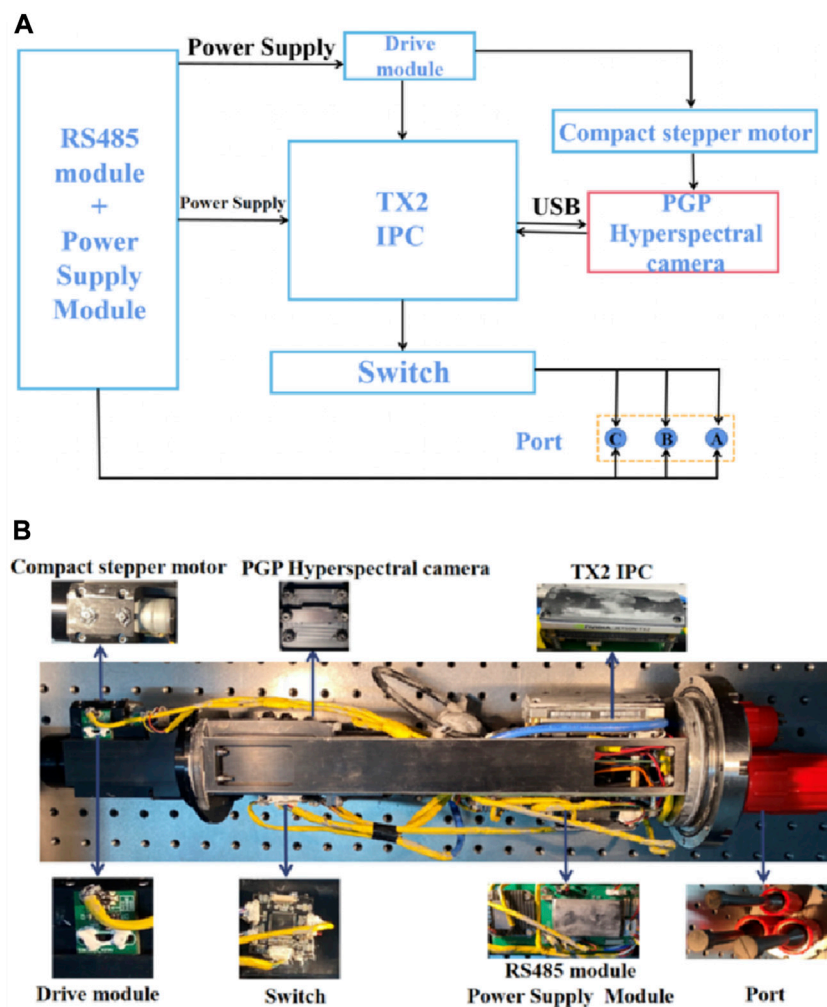 A
Power Supply
Drive
module
RS485
module
+
Power
Supply
Module
Compact stepper motor
Power Supply
TX2
IPC
USB
PGP
Hyperspectral
camera
Switch
Port
C B A
B
Compact stepper motor
PGP Hyperspectral camera
TX2 IPC
Drive module
Switch
RS485 module
Power Supply Module
Port